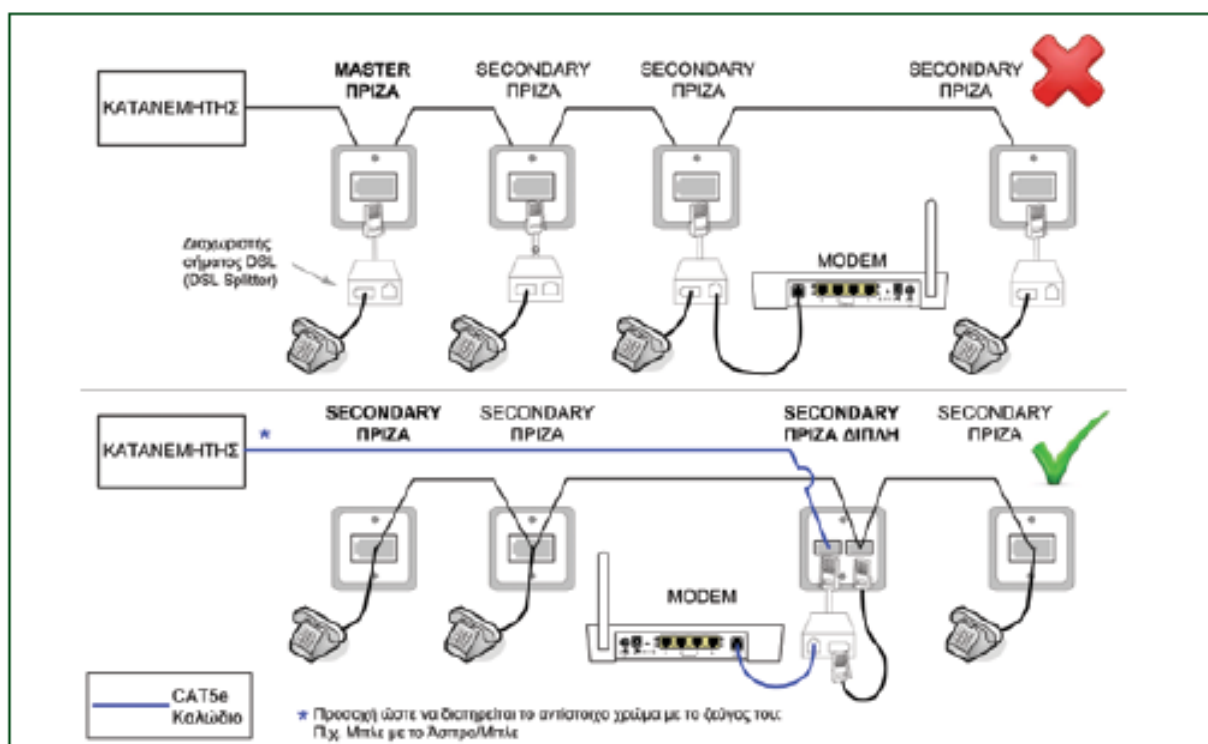 MASTER
ΠΡΙΖΑ
SECONDARY
ΠΡΙΖΑ
SECONDARY
ΠΡΙΖΑ
SECONDARY
ΠΡΙΖΑ
ΚΑΤΑΝΕΜΗΤΗΣ
Διαχωριστής
σήματος DSL
(DSL Splitter)
MODEM
SECONDARY
ΠΡΙΖΑ
SECONDARY
ΠΡΙΖΑ
SECONDARY
ΠΡΙΖΑ ΔΙΠΛΗ
SECONDARY
ΠΡΙΖΑ
ΚΑΤΑΝΕΜΗΤΗΣ
*
MODEM
CAT5e
Καλώδιο
* Προσοχή ώστε να διατηρείται το αντίστοιχο χρώμα με το ζεύγος του:
Π.χ. Μπλε με το Άσπρο/Μπλε